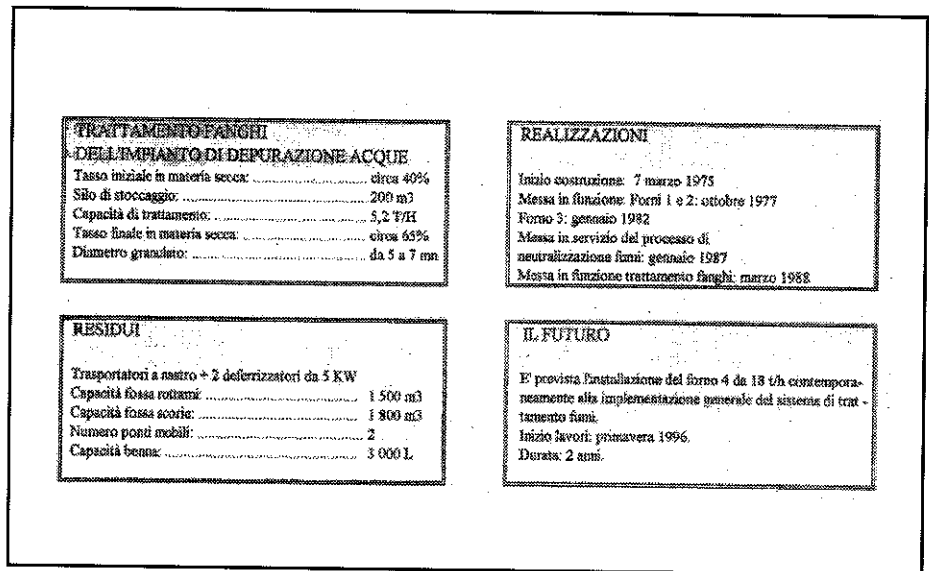 TRATTAMENTO FANGHI
DELL'IMPIANTO DI DEPURAZIONE ACQUE
Tasso iniziale in materia secca: ........ circa 40%
Silo di stoccaggio: ........ 200 m3
Capacità di trattamento: ........ 5,2 T/H
Tasso finale in materia secca: ........ circa 65%
Diametro granulato: ........ da 5 a 7 mn
REALIZZAZIONI
Inizio costruzione: 7 marzo 1975
Messa in funzione: Forni 1 e 2: ottobre 1977
Forno 3: gennaio 1982
Messa in servizio del processo di
neutralizzazione fumi: gennaio 1987
Messa in funzione trattamento fanghi: marzo 1988
RESIDUI
Trasportatori a nastro + 2 deferrizzatori da 5 KW
Capacità fossa rottami: ........ 1 500 m3
Capacità fossa scorie: ........ 1 800 m3
Numero ponti mobili: ........ 2
Capacità benna: ........ 3 000 L
IL FUTURO
E' prevista l'installazione del forno 4 da 18 t/h contempora-
neamente alla implementazione generale del sistema di trat -
tamento fumi.
Inizio lavori: primavera 1996.
Durata: 2 anni.